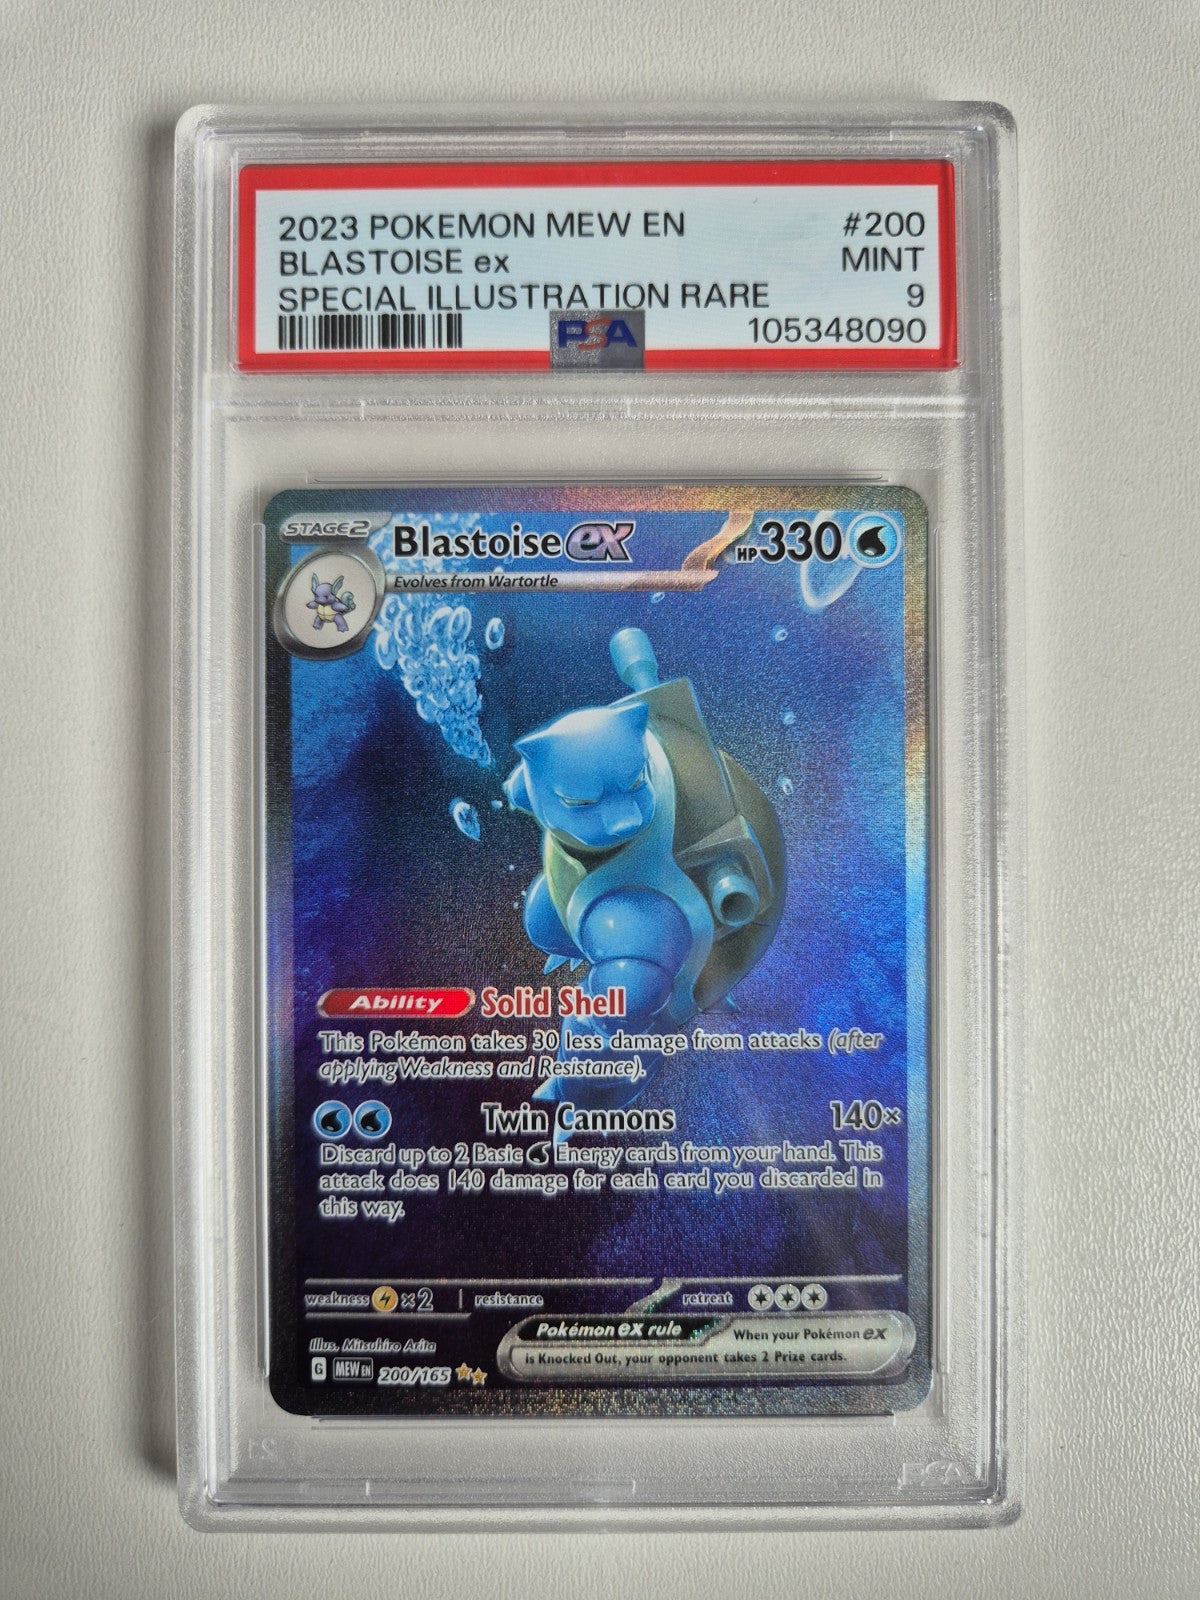 2023 POKEMON MEW EN #200
BLASTOISE ex MINT
SPECIAL ILLUSTRATION RARE 9
PSA 105348090
STAGE2 Blastoise ex HP330
Evolves from Wartortle
Ability Solid Shell
This Pokémon takes 30 less damage from attacks (after
applying Weakness and Resistance).
Twin Cannons 140×
Discard up to 2 Basic Energy cards from your hand. This
attack does 140 damage for each card you discarded in
this way.
weakness ×2 resistance retreat
Illus. Mitsuhiro Arita
Pokémon ex rule When your Pokémon ex
is Knocked Out, your opponent takes 2 Prize cards.
G MEW EN 200/165
PSA